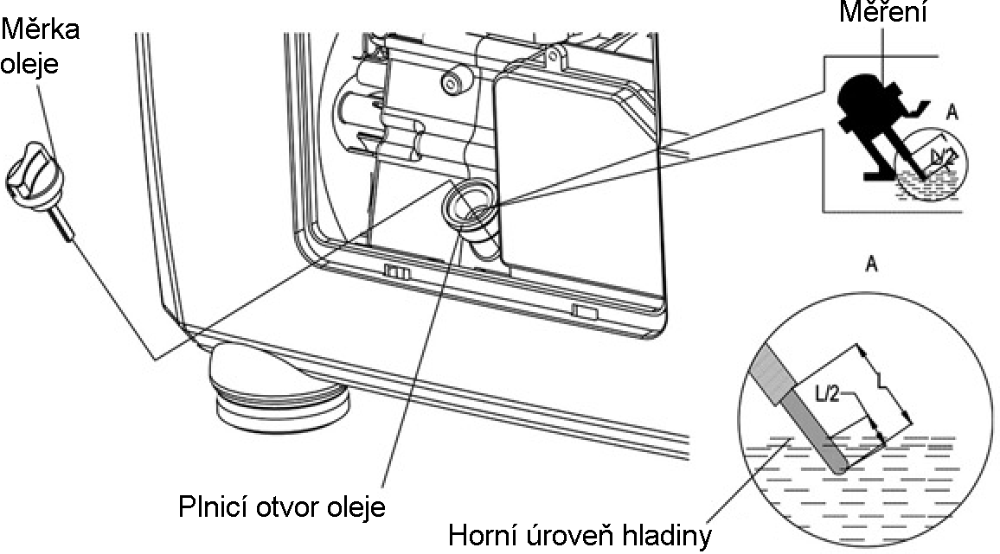 Měření
Měrka
oleje
A
L/2
A
L
L/2
Plnicí otvor oleje
Horní úroveň hladiny